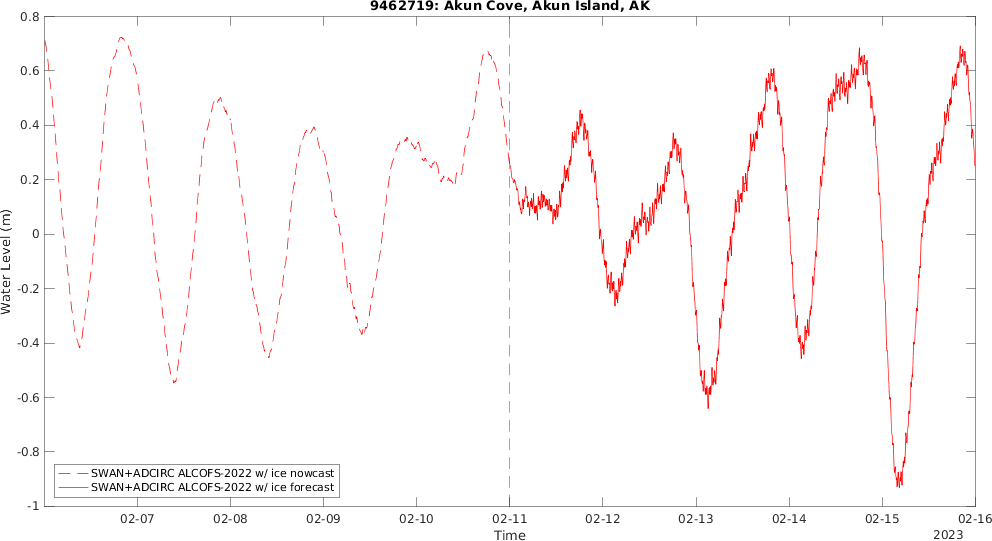 9462719: Akun Cove, Akun Island, AK
0.8
0.6
0.4
0.2
0
-0.2
-0.4
-0.6
-0.8
-1
Water Level (m)
SWAN+ADCIRC ALCOFS-2022 w/ ice nowcast
SWAN+ADCIRC ALCOFS-2022 w/ ice forecast
02-07 02-08 02-09 02-10 02-11 02-12 02-13 02-14 02-15 02-16
Time
2023